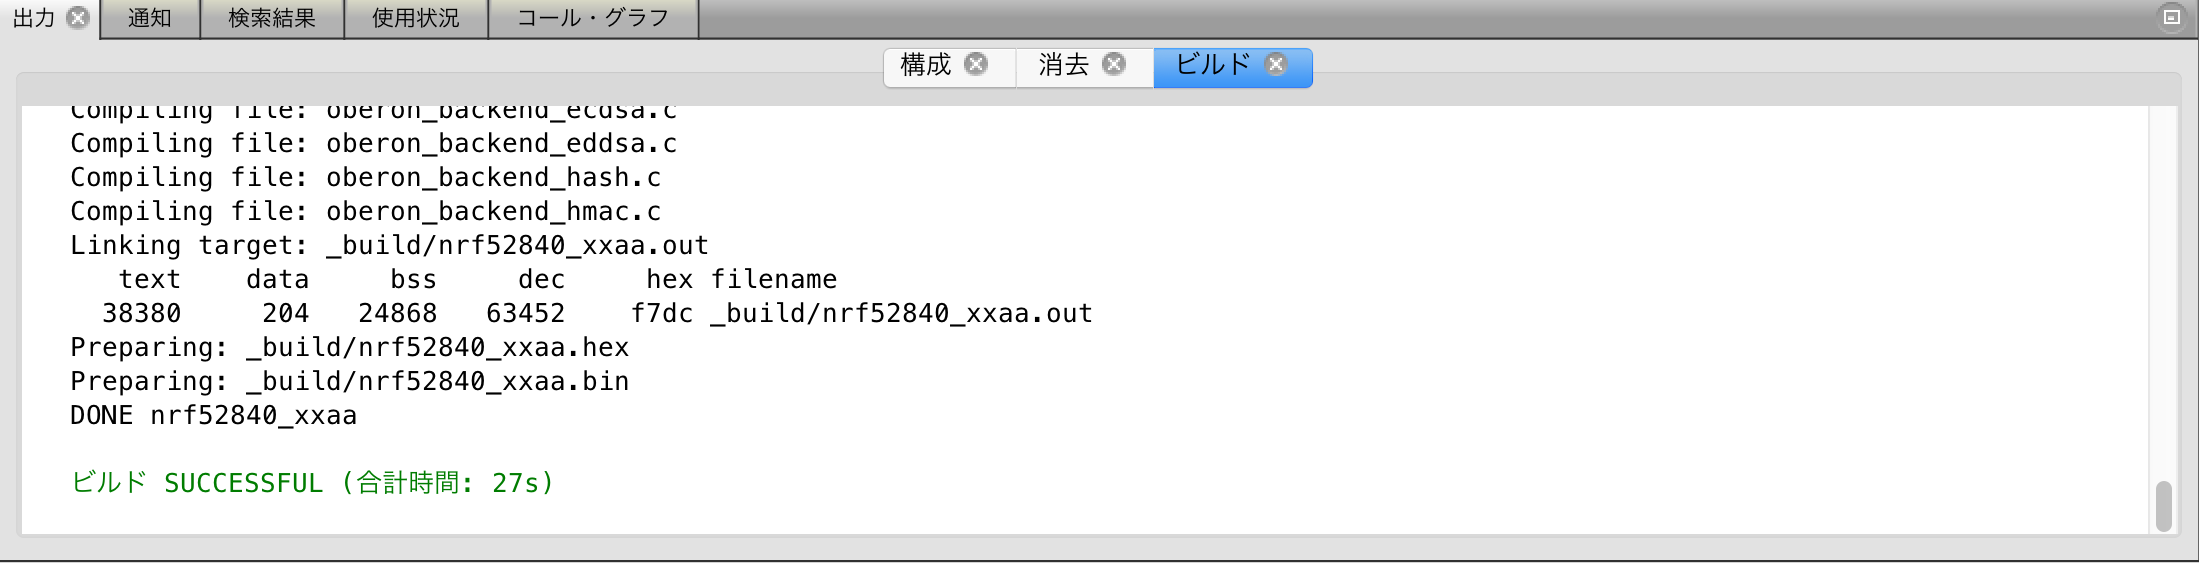 出力 通知 検索結果 使用状況 コール・グラフ
構成 消去 ビルド
Compiling file: oberon_backend_ecdsa.c
Compiling file: oberon_backend_eddsa.c
Compiling file: oberon_backend_hash.c
Compiling file: oberon_backend_hmac.c
Linking target: _build/nrf52840_xxaa.out
text data bss dec hex filename
38380 204 24868 63452 f7dc _build/nrf52840_xxaa.out
Preparing: _build/nrf52840_xxaa.hex
Preparing: _build/nrf52840_xxaa.bin
DONE nrf52840_xxaa
ビルド SUCCESSFUL (合計時間: 27s)